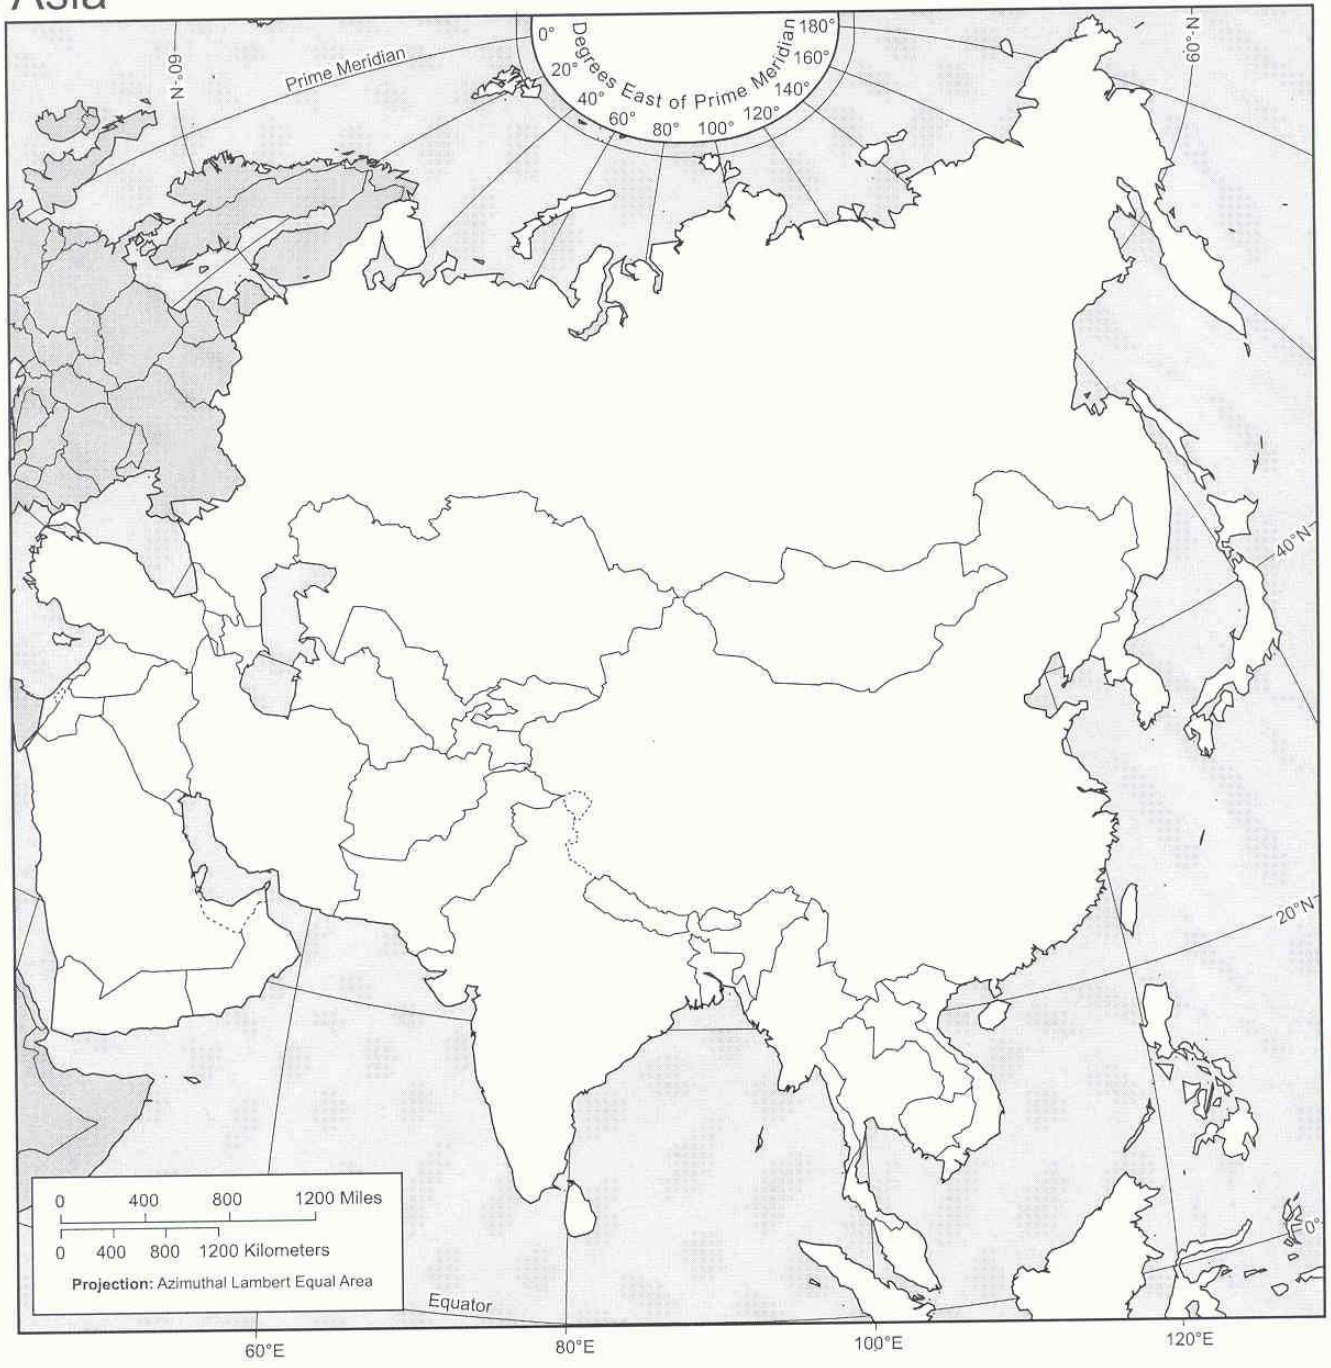 Asia
60°N
Prime Meridian
0°
20°
40°
60°
80°
100°
120°
140°
160°
180°
Degrees East of Prime Meridian
60°N
40°N
20°N
0°
0 400 800 1200 Miles
0 400 800 1200 Kilometers
Projection: Azimuthal Lambert Equal Area
Equator
60°E
80°E
100°E
120°E